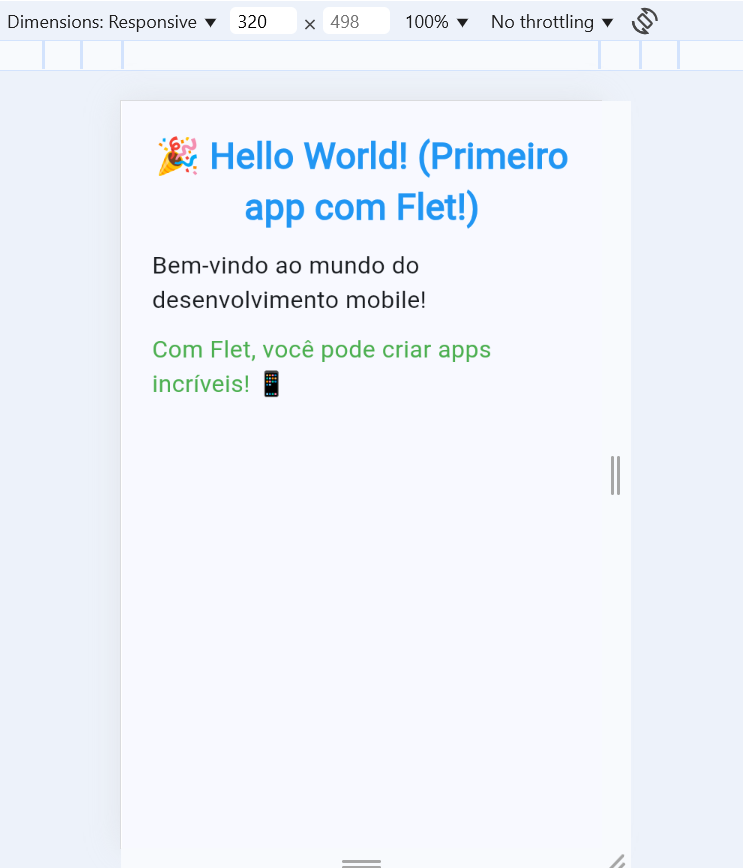 Dimensions: Responsive ▼ 320 × 498 100% ▼ No throttling ▼
🎉 Hello World! (Primeiro
app com Flet!)
Bem-vindo ao mundo do
desenvolvimento mobile!
Com Flet, você pode criar apps
incríveis! 📱